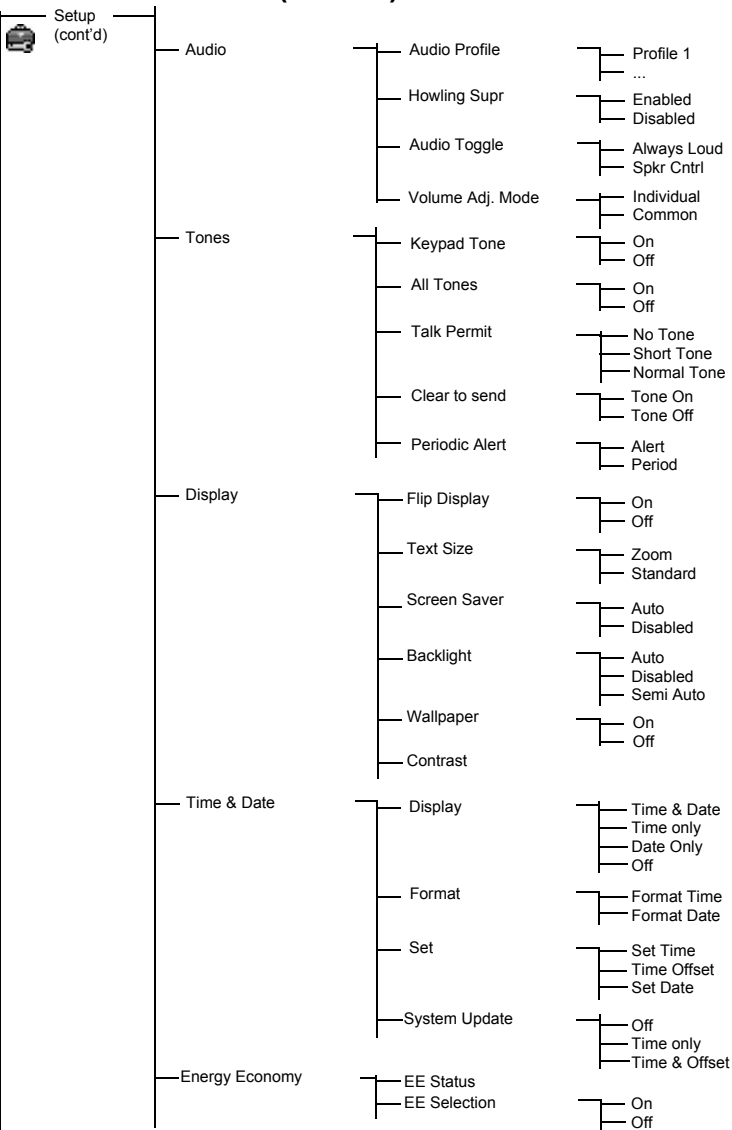 Setup
(cont'd)
Audio
Audio Profile
Profile 1
...
Howling Supr
Enabled
Disabled
Audio Toggle
Always Loud
Spkr Cntrl
Volume Adj. Mode
Individual
Common
Tones
Keypad Tone
On
Off
All Tones
On
Off
Talk Permit
No Tone
Short Tone
Normal Tone
Clear to send
Tone On
Tone Off
Periodic Alert
Alert
Period
Display
Flip Display
On
Off
Text Size
Zoom
Standard
Screen Saver
Auto
Disabled
Backlight
Auto
Disabled
Semi Auto
Wallpaper
On
Off
Contrast
Time & Date
Display
Time & Date
Time only
Date Only
Off
Format
Format Time
Format Date
Set
Set Time
Time Offset
Set Date
System Update
Off
Time only
Time & Offset
Energy Economy
EE Status
EE Selection
On
Off